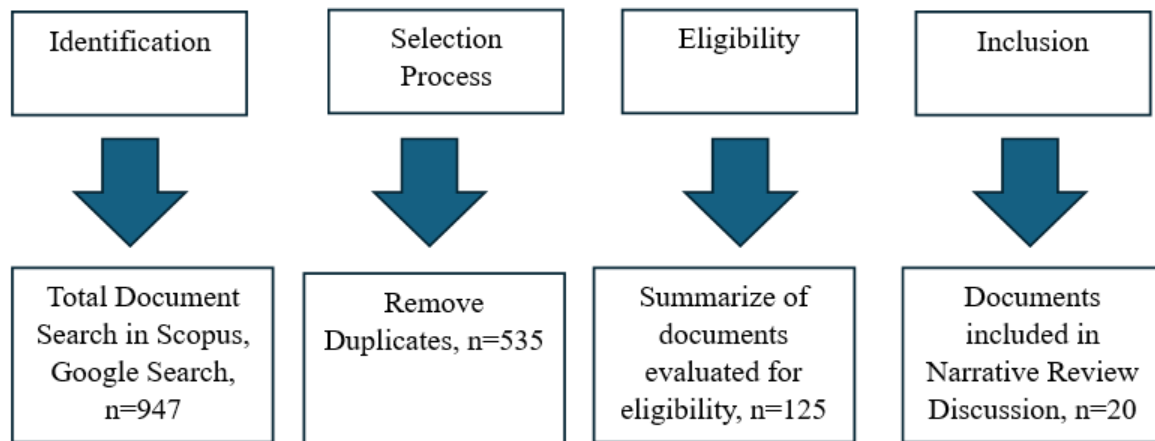 Identification
Selection
Process
Eligibility
Inclusion
Total Document
Search in Scopus,
Google Search,
n=947
Remove
Duplicates, n=535
Summarize of
documents
evaluated for
eligibility, n=125
Documents
included in
Narrative Review
Discussion, n=20